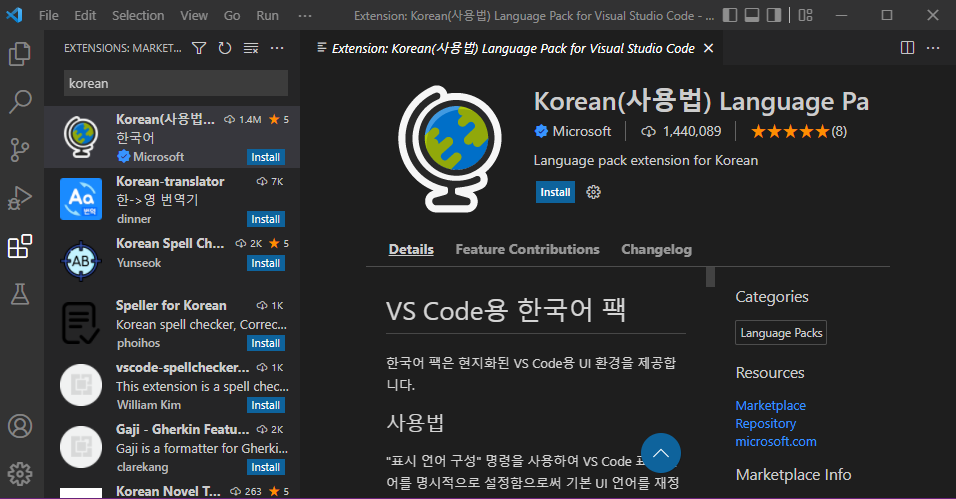 File Edit Selection View Go Run ··· Extension: Korean(사용법) Language Pack for Visual Studio Code - ...
EXTENSIONS: MARKET...
korean
Korean(사용법... 1.4M ★ 5
한국어
Microsoft Install
Korean-translator 7K
한->영 번역기
dinner Install
Korean Spell Ch... 2K ★ 5
Yunseok Install
Speller for Korean 1K
Korean spell checker, Correc...
phoihos Install
vscode-spellchecker... 1K
This extension is a spell chec...
William Kim Install
Gaji - Gherkin Featu... 2K
Gaji is a formatter for Gherki...
clarekang Install
Korean Novel T... 263 ★ 5
Aa
번역
AB
Extension: Korean(사용법) Language Pack for Visual Studio Code
Korean(사용법) Language Pa
Microsoft | 1,440,089 | ★★★★★(8)
Language pack extension for Korean
Install
Details Feature Contributions Changelog
VS Code용 한국어 팩
한국어 팩은 현지화된 VS Code용 UI 환경을 제공합
니다.
사용법
"표시 언어 구성" 명령을 사용하여 VS Code 표
어를 명시적으로 설정함으로써 기본 UI 언어를 재정
Categories
Language Packs
Resources
Marketplace
Repository
microsoft.com
Marketplace Info